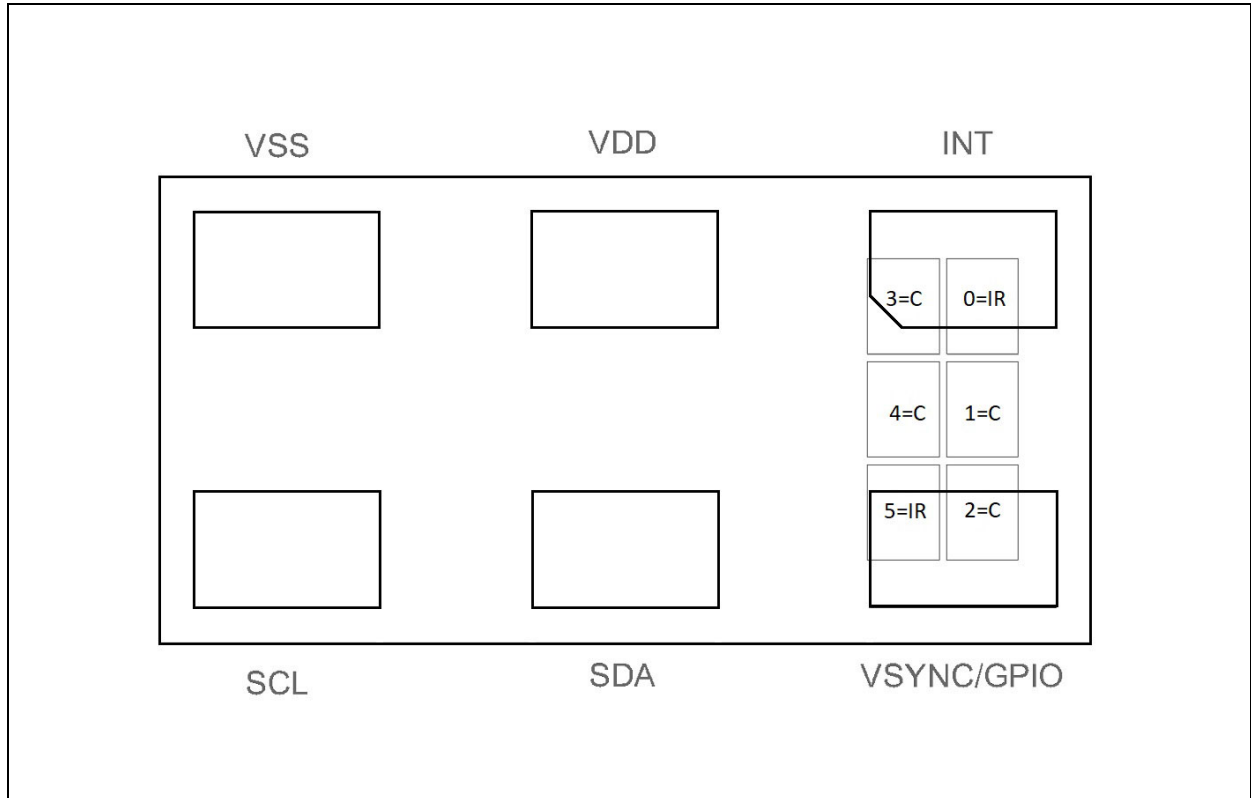 VSS VDD INT
3=C 0=IR
4=C 1=C
5=IR 2=C
SCL SDA VSYNC/GPIO